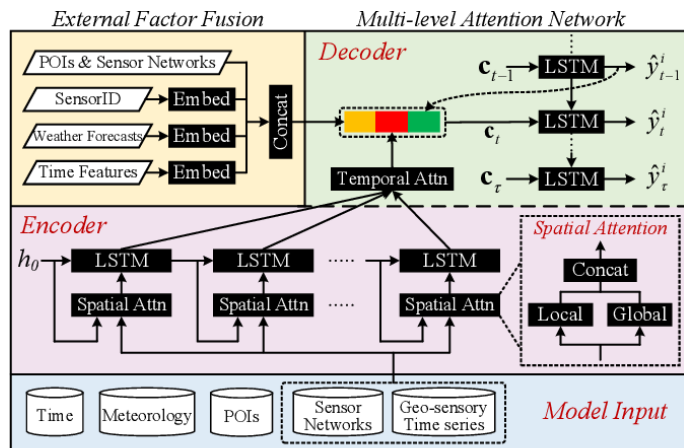 External Factor Fusion
Multi-level Attention Network
POIs & Sensor Networks
SensorID
Embed
Weather Forecasts
Embed
Time Features
Embed
Concat
Decoder
c_{t-1}
LSTM
ŷ^i_{t-1}
c_t
LSTM
ŷ^i_t
Temporal Attn
c_τ
LSTM
ŷ^i_τ
Encoder
h_0
LSTM
LSTM
LSTM
Spatial Attn
Spatial Attn
Spatial Attn
Spatial Attention
Concat
Local
Global
Time
Meteorology
POIs
Sensor
Networks
Geo-sensory
Time series
Model Input